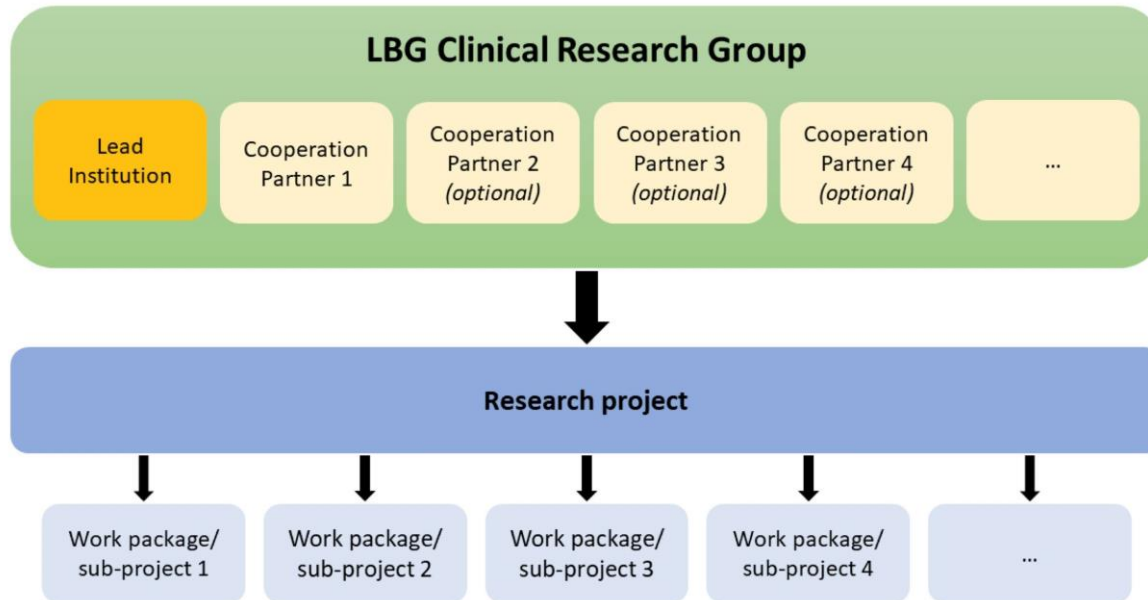 LBG Clinical Research Group
Lead
Institution
Cooperation
Partner 1
Cooperation
Partner 2
(optional)
Cooperation
Partner 3
(optional)
Cooperation
Partner 4
(optional)
...
Research project
Work package/
sub-project 1
Work package/
sub-project 2
Work package/
sub-project 3
Work package/
sub-project 4
...